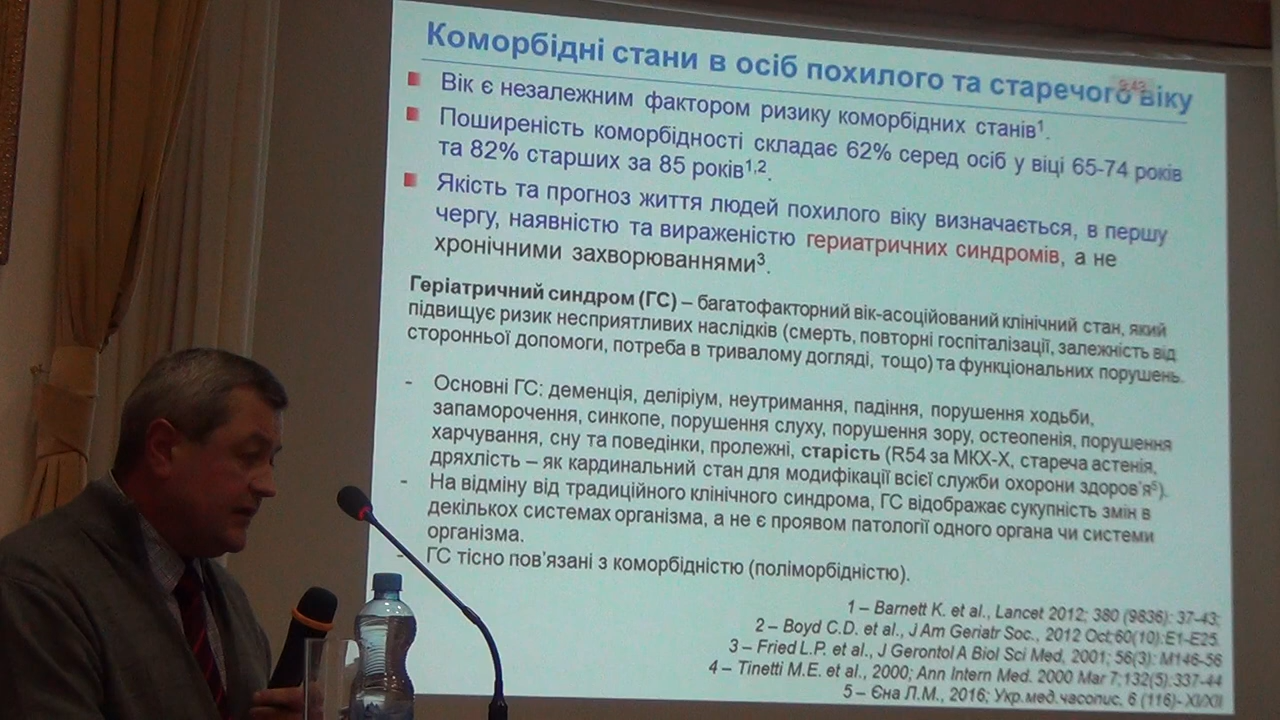 Коморбідні стани в осіб похилого та старечого віку
9:43
Вік є незалежним фактором ризику коморбідних станів¹.
Поширеність коморбідності складає 62% серед осіб у віці 65-74 років
та 82% старших за 85 років¹,².
Якість та прогноз життя людей похилого віку визначається, в першу
чергу, наявністю та вираженістю гериатричних синдромів, а не
хронічними захворюваннями³.
Геріатричний синдром (ГС) – багатофакторний вік-асоційований клінічний стан, який
підвищує ризик несприятливих наслідків (смерть, повторні госпіталізації, залежність від
сторонньої допомоги, потреба в тривалому догляді, тощо) та функціональних порушень.
- Основні ГС: деменція, деліріум, неутримання, падіння, порушення ходьби,
запаморочення, синкопе, порушення слуху, порушення зору, остеопенія, порушення
харчування, сну та поведінки, пролежні, старість (R54 за МКХ-Х, стареча астенія,
дряхлість – як кардинальний стан для модифікації всієї служби охорони здоров'я⁵).
- На відміну від традиційного клінічного синдрома, ГС відображає сукупність змін в
декількох системах організма, а не є проявом патології одного органа чи системи
організма.
- ГС тісно пов'язані з коморбідністю (поліморбідністю).
1 – Barnett K. et al., Lancet 2012; 380 (9836): 37-43;
2 – Boyd C.D. et al., J Am Geriatr Soc., 2012 Oct;60(10):E1-E25.
3 – Fried L.P. et al., J Gerontol A Biol Sci Med, 2001; 56(3): M146-56
4 – Tinetti M.E. et al., 2000; Ann Intern Med. 2000 Mar 7;132(5):337-44
5 – Єна Л.М., 2016; Укр.мед.часопис, 6 (116)- XI/XII